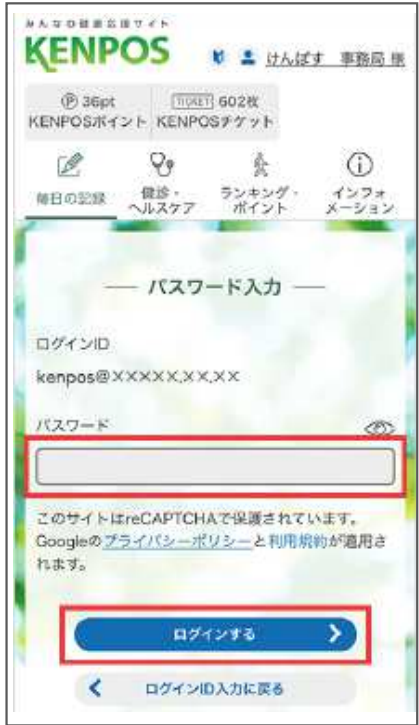 みんなの健康応援サイト
KENPOS
けんぽす 事務局 様
Ⓟ 36pt
KENPOSポイント
TICKET 602枚
KENPOSチケット
毎日の記録
健診・
ヘルスケア
ランキング・
ポイント
インフォ
メーション
パスワード入力
ログインID
kenpos@×××××.××.××
パスワード
このサイトはreCAPTCHAで保護されています。
Googleのプライバシーポリシーと利用規約が適用さ
れます。
ログインする
ログインID入力に戻る